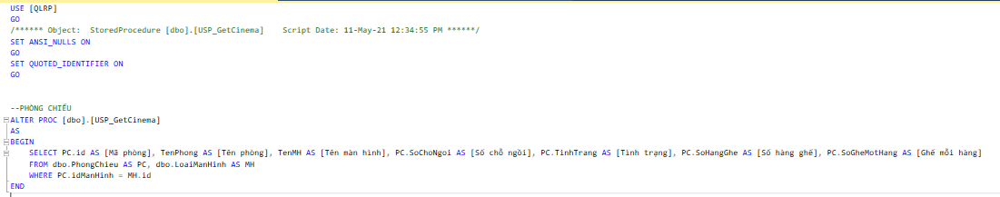 USE [QLRP]
GO
/****** Object:  StoredProcedure [dbo].[USP_GetCinema]    Script Date: 11-May-21 12:34:55 PM ******/
SET ANSI_NULLS ON
GO
SET QUOTED_IDENTIFIER ON
GO
--PHÒNG CHIẾU
ALTER PROC [dbo].[USP_GetCinema]
AS
BEGIN
SELECT PC.id AS [Mã phòng], TenPhong AS [Tên phòng], TenMH AS [Tên màn hình], PC.SoChoNgoi AS [Số chỗ ngồi], PC.TinhTrang AS [Tình trạng], PC.SoHangGhe AS [Số hàng ghế], PC.SoGheMotHang AS [Ghế mỗi hàng]
FROM dbo.PhongChieu AS PC, dbo.LoaiManHinh AS MH
WHERE PC.idManHinh = MH.id
END